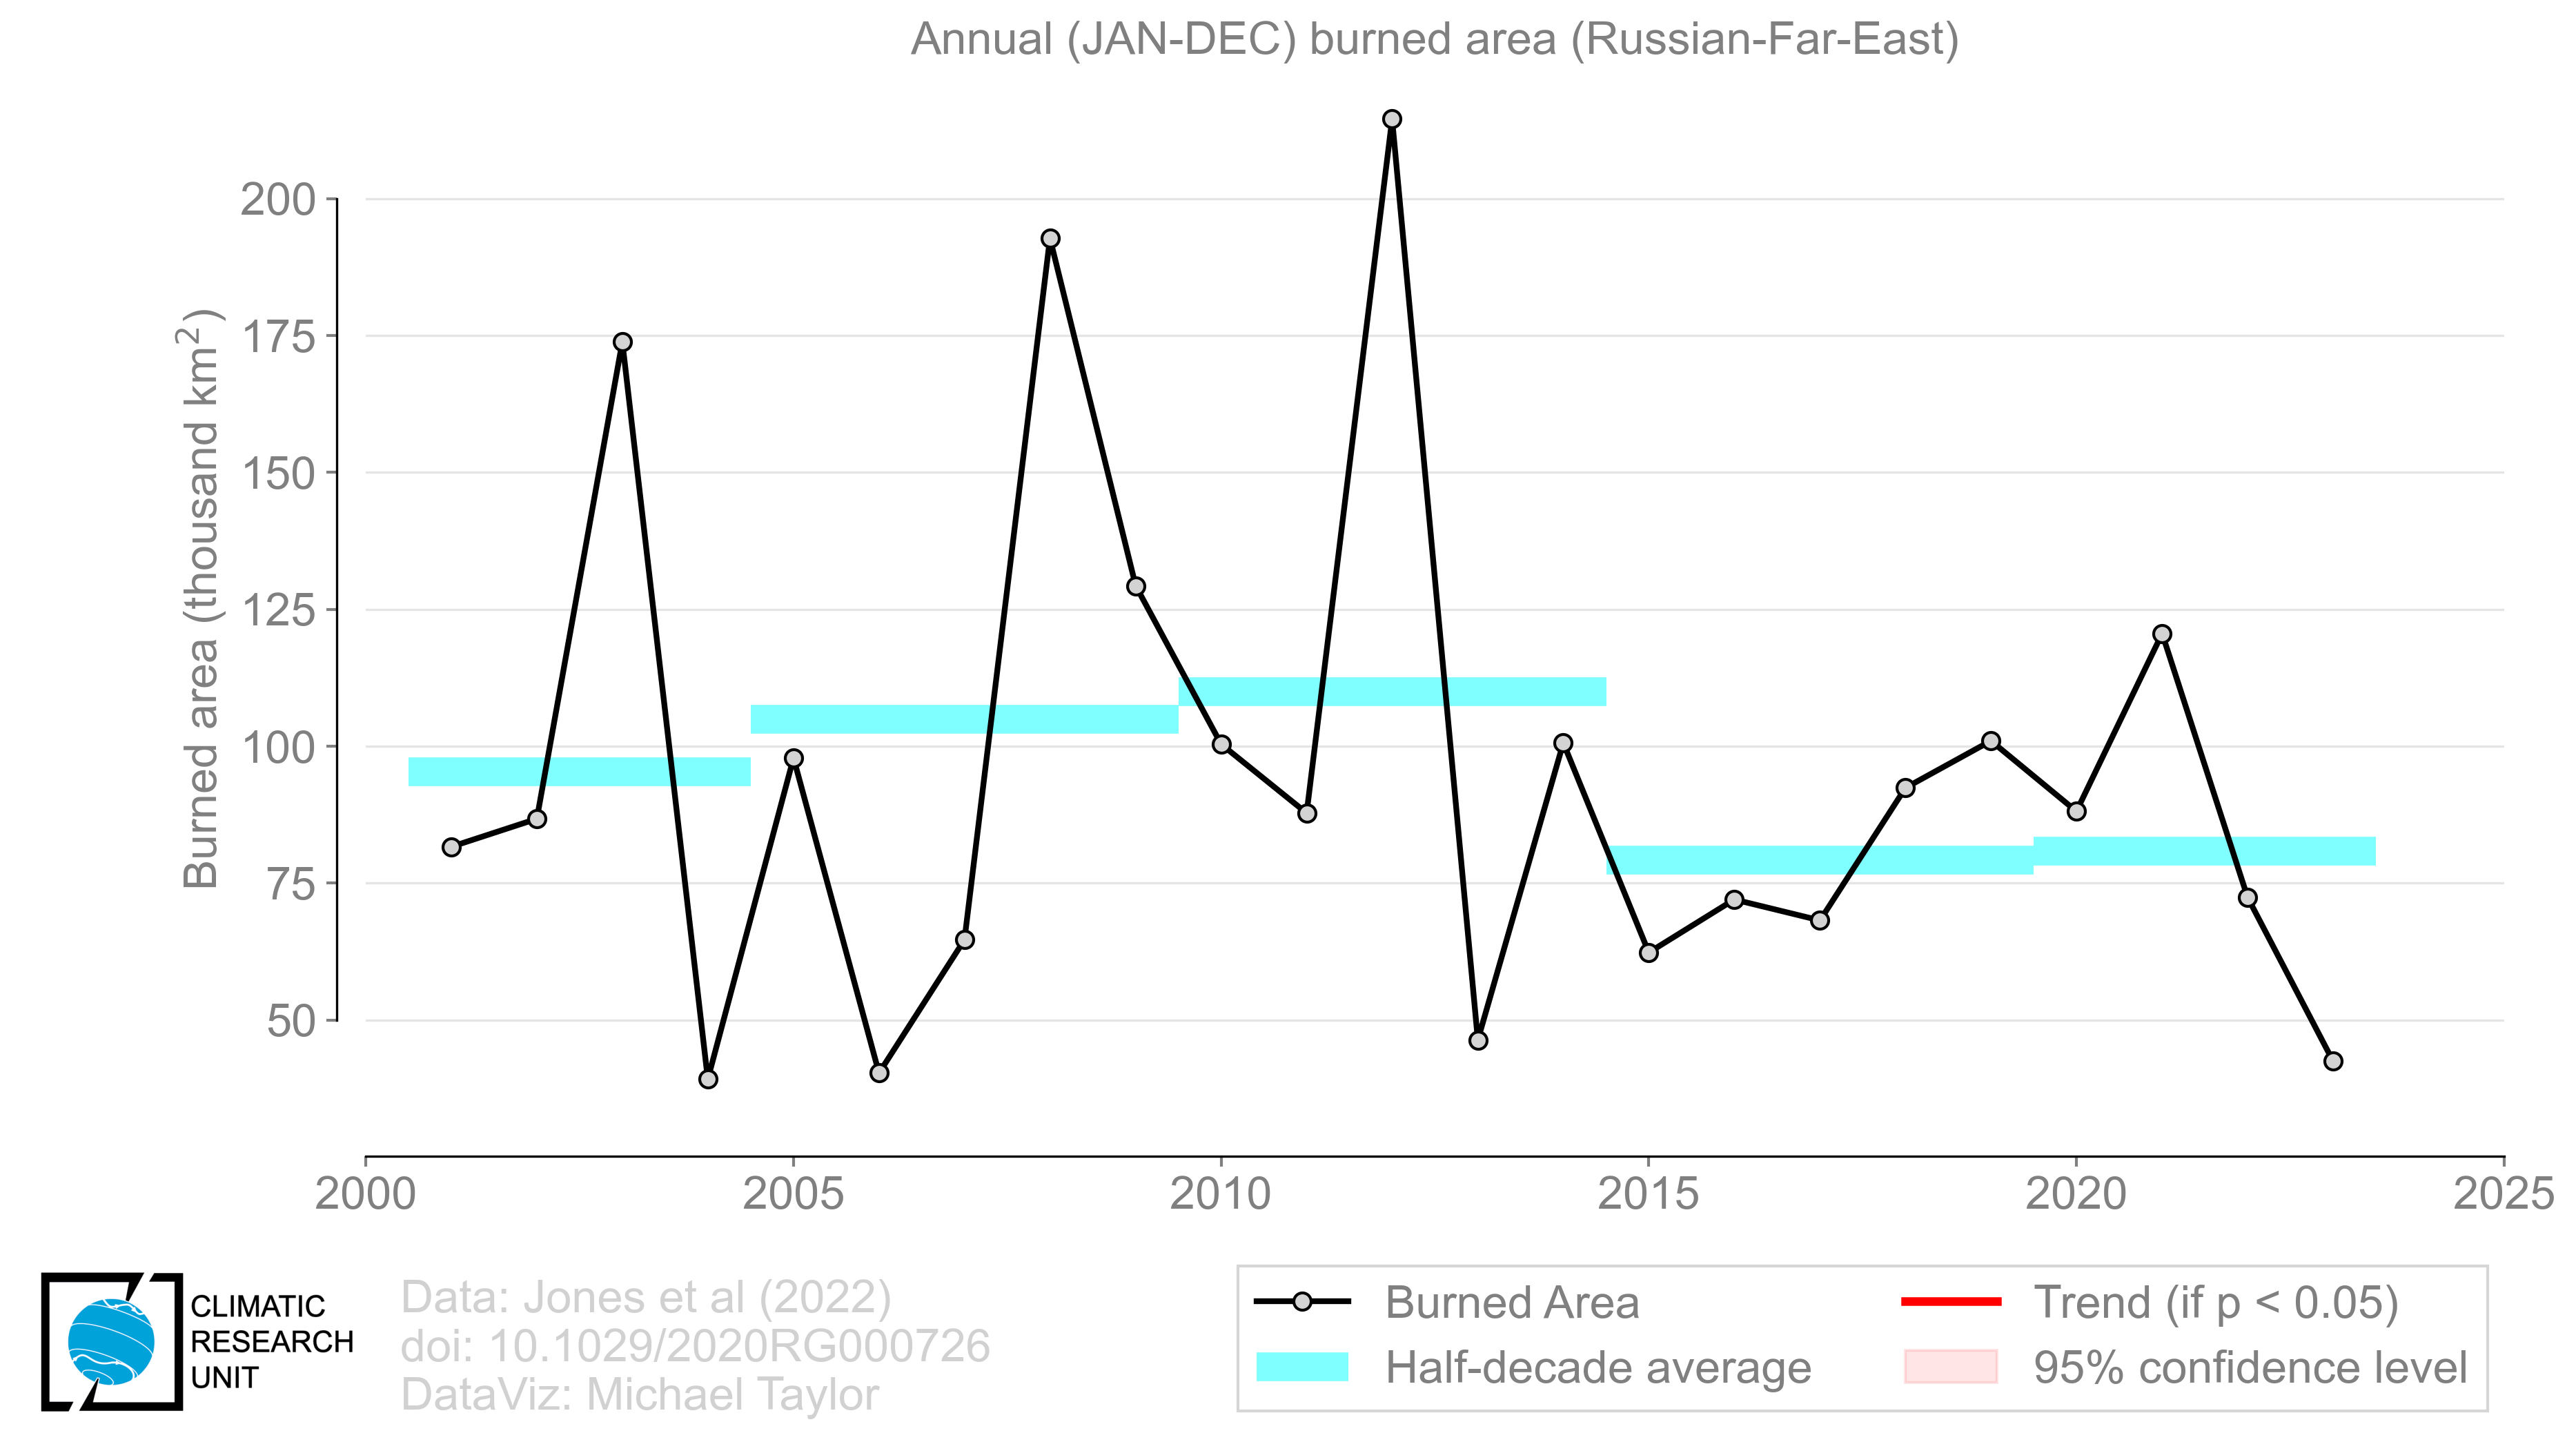 Annual (JAN-DEC) burned area (Russian-Far-East)
Burned area (thousand km²)
200
175
150
125
100
75
50
2000
2005
2010
2015
2020
2025
CLIMATIC
RESEARCH
UNIT
Data: Jones et al (2022)
doi: 10.1029/2020RG000726
DataViz: Michael Taylor
Burned Area
Half-decade average
Trend (if p < 0.05)
95% confidence level